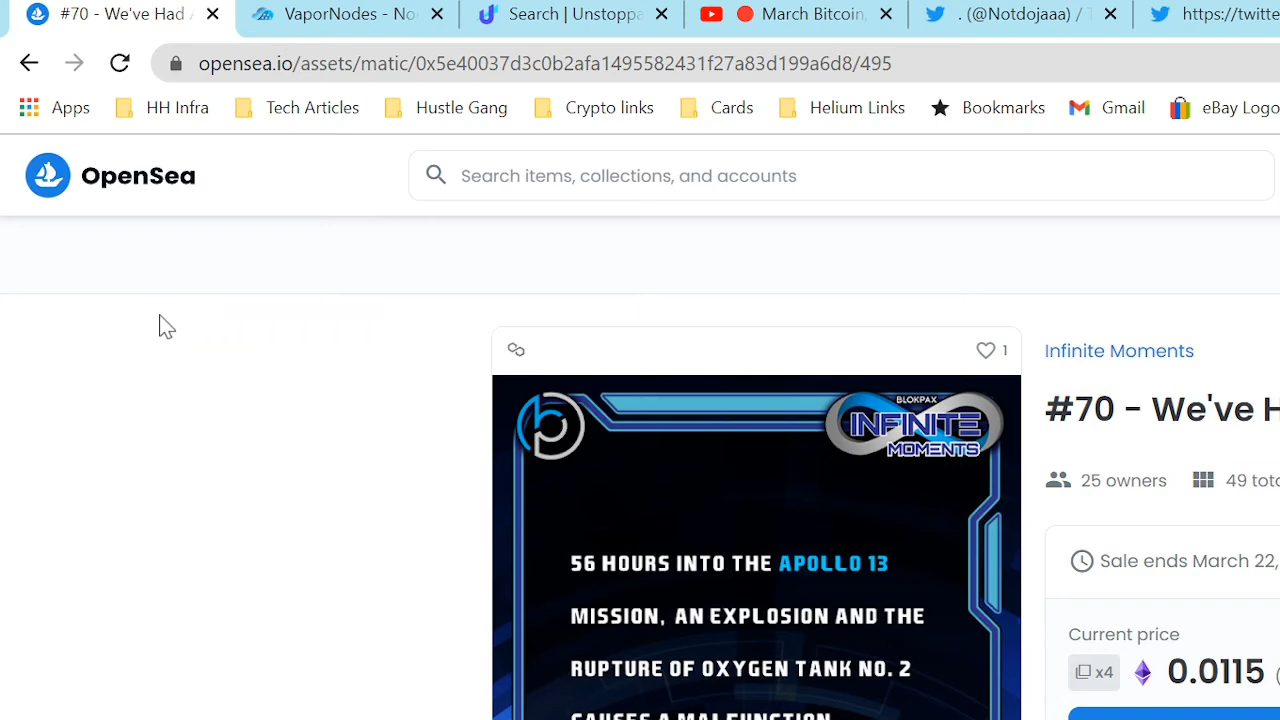 #70 - We've Had
VaporNodes - No
Search | Unstoppa
March Bitcoin,
. (@Notdojaaa) /
https://twitte
opensea.io/assets/matic/0x5e40037d3c0b2afa1495582431f27a83d199a6d8/495
Apps
HH Infra
Tech Articles
Hustle Gang
Crypto links
Cards
Helium Links
Bookmarks
Gmail
eBay Logo
OpenSea
Search items, collections, and accounts
1
Infinite Moments
#70 - We've H
25 owners
49 tot
Sale ends March 22,
Current price
x4
0.0115
BLOKPAX
INFINITE
MOMENTS
56 HOURS INTO THE APOLLO 13
MISSION, AN EXPLOSION AND THE
RUPTURE OF OXYGEN TANK NO. 2
CAUSES A MALFUNCTION